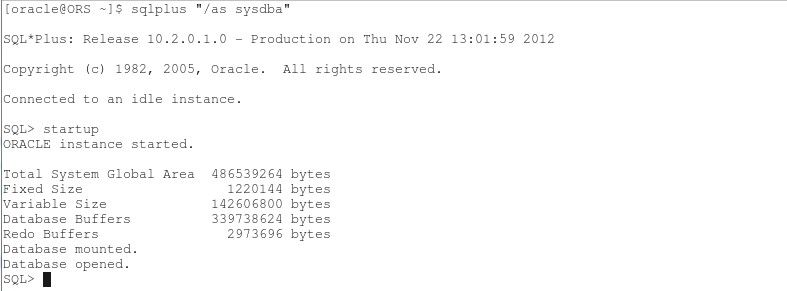 [oracle@ORS ~]$ sqlplus "/as sysdba"
SQL*Plus: Release 10.2.0.1.0 - Production on Thu Nov 22 13:01:59 2012
Copyright (c) 1982, 2005, Oracle.  All rights reserved.
Connected to an idle instance.
SQL> startup
ORACLE instance started.
Total System Global Area  486539264 bytes
Fixed Size                  1220144 bytes
Variable Size             142606800 bytes
Database Buffers          339738624 bytes
Redo Buffers                2973696 bytes
Database mounted.
Database opened.
SQL>